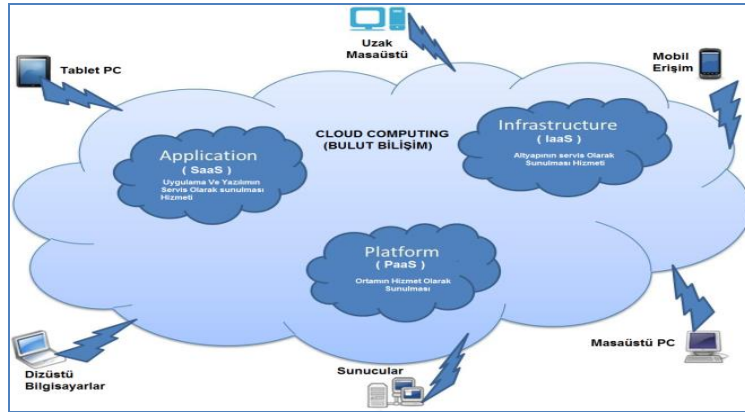 Uzak
Masaüstü
Mobil
Erişim
Tablet PC
CLOUD COMPUTING
(BULUT BİLİŞİM)
Infrastructure
( IaaS )
Altyapının servis Olarak
Sunulması Hizmeti
Application
( SaaS )
Uygulama Ve Yazılımın
Servis Olarak sunulması
Hizmeti
Platform
( PaaS )
Ortamın Hizmet Olarak
Sunulması
Masaüstü PC
Dizüstü
Bilgisayarlar
Sunucular